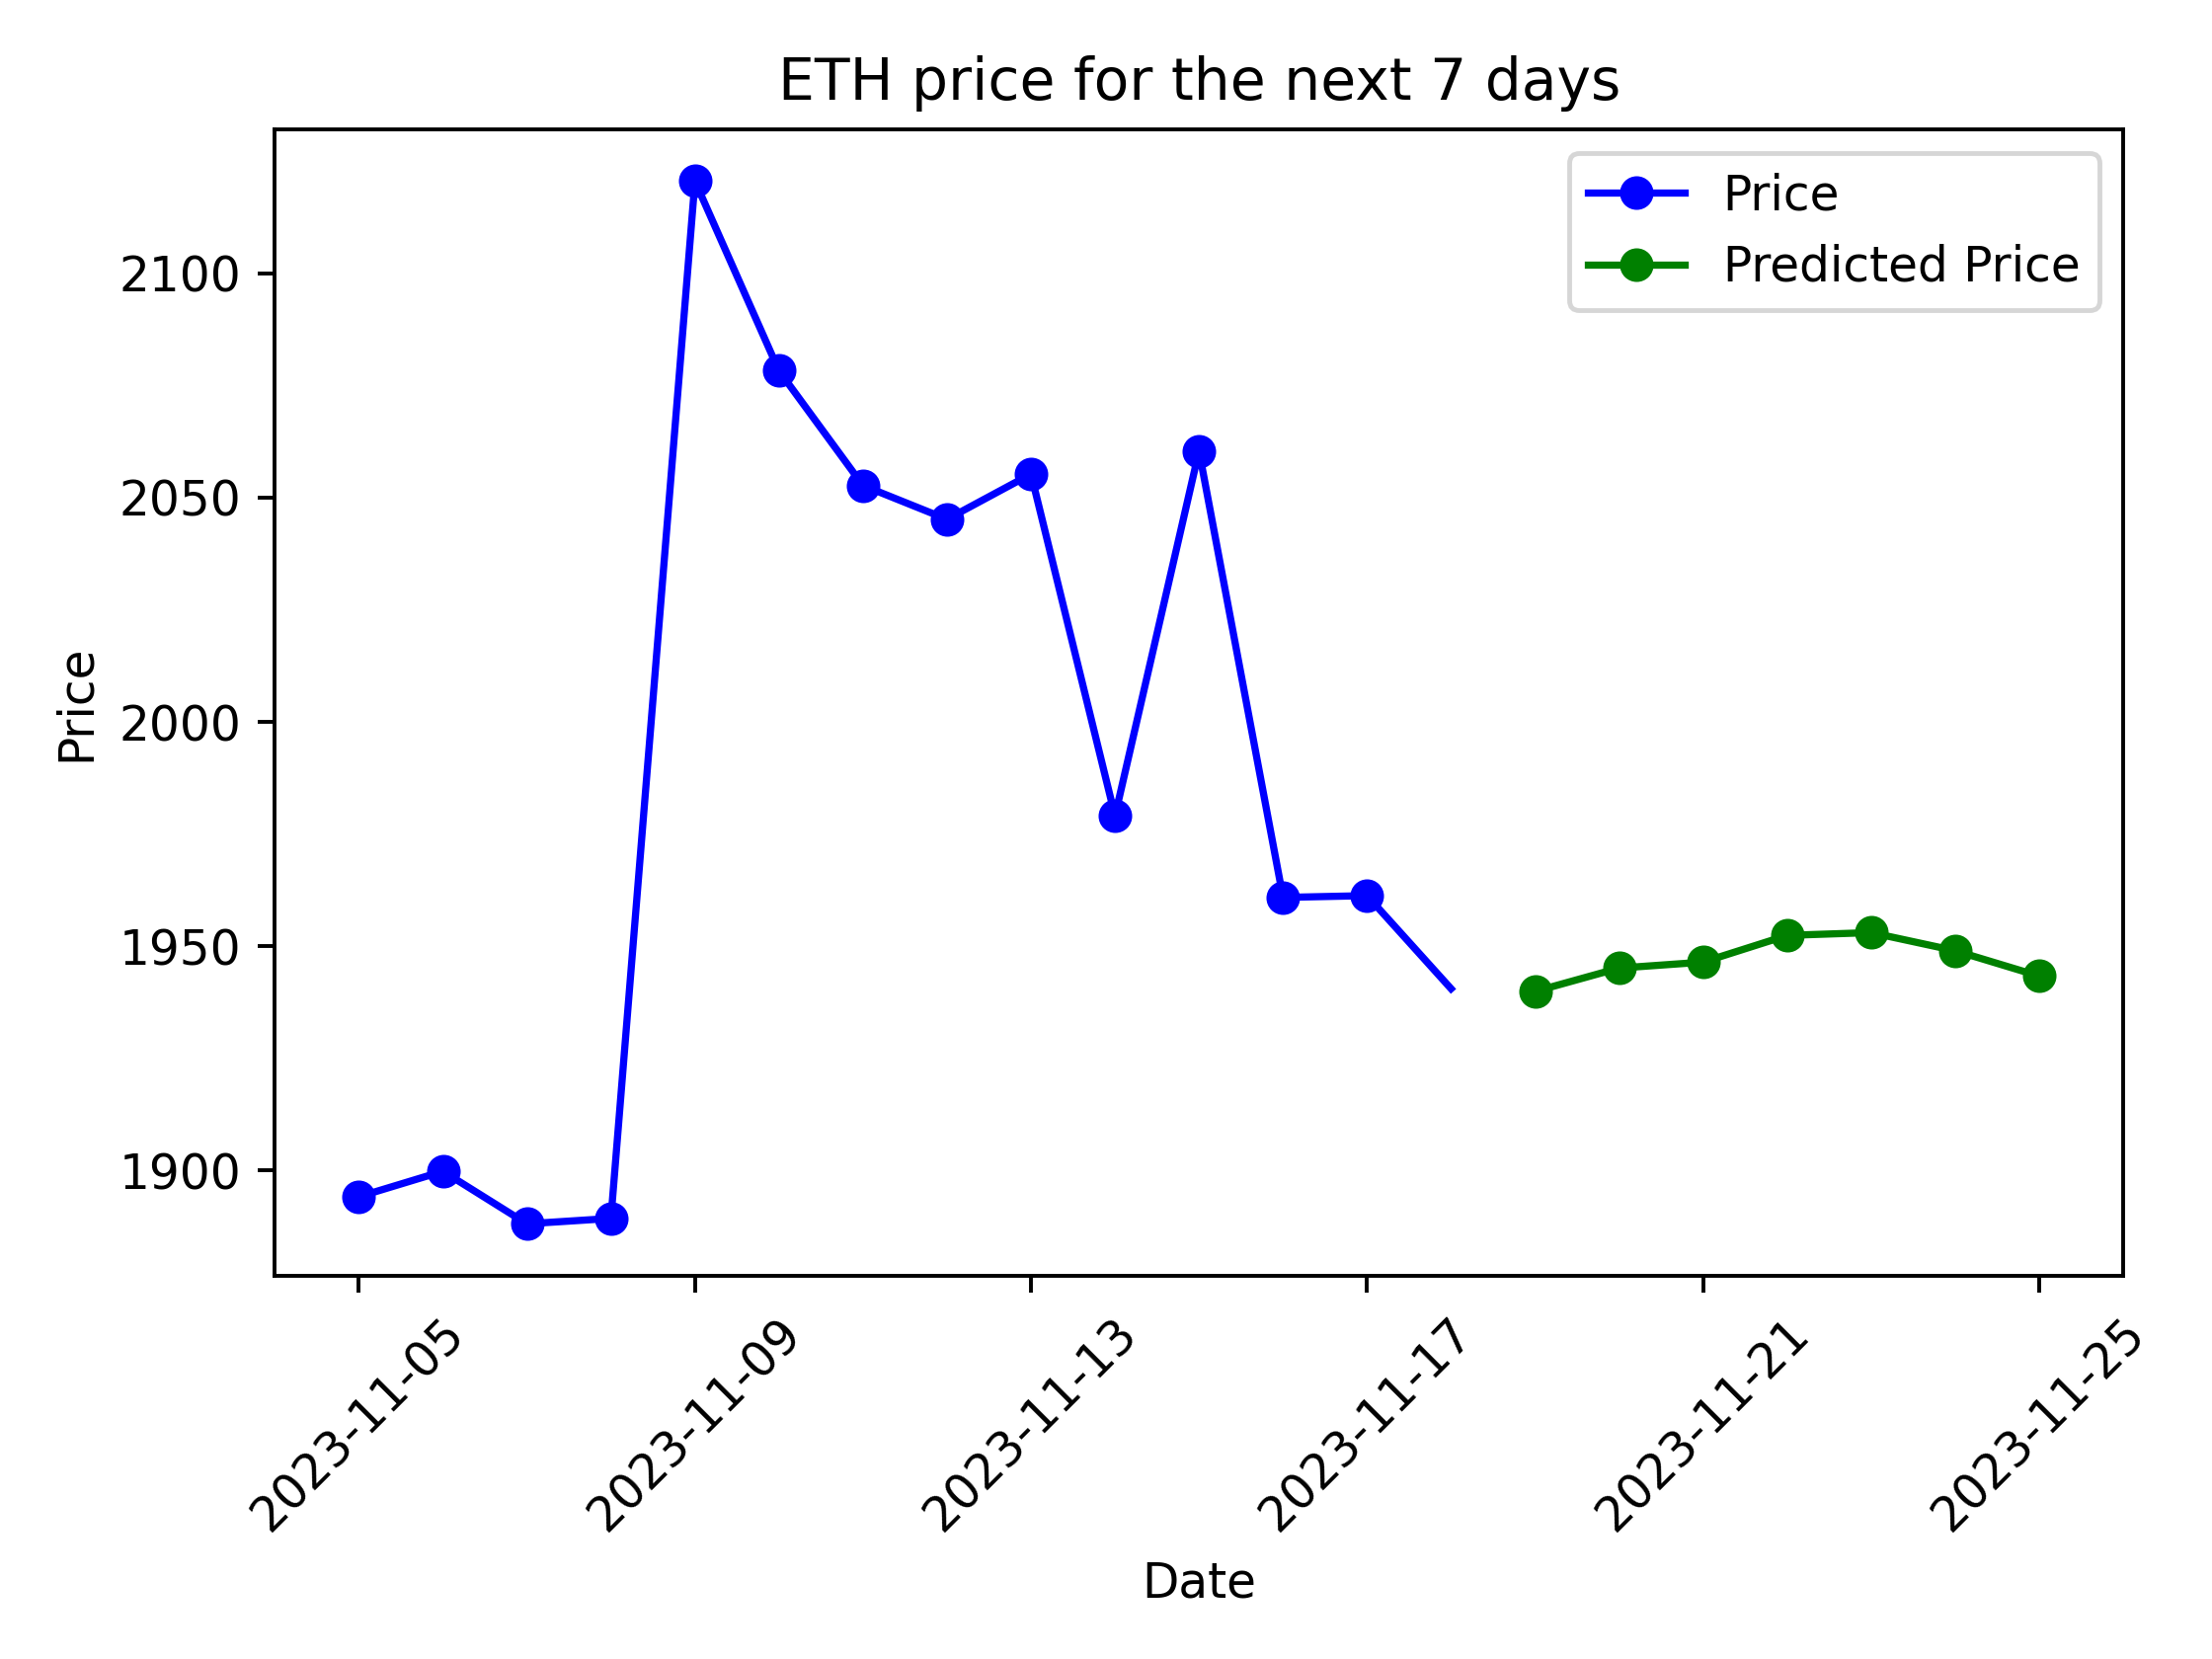 ETH price for the next 7 days
Price
Predicted Price
2100
2050
2000
1950
1900
Price
2023-11-05
2023-11-09
2023-11-13
2023-11-17
2023-11-21
2023-11-25
Date